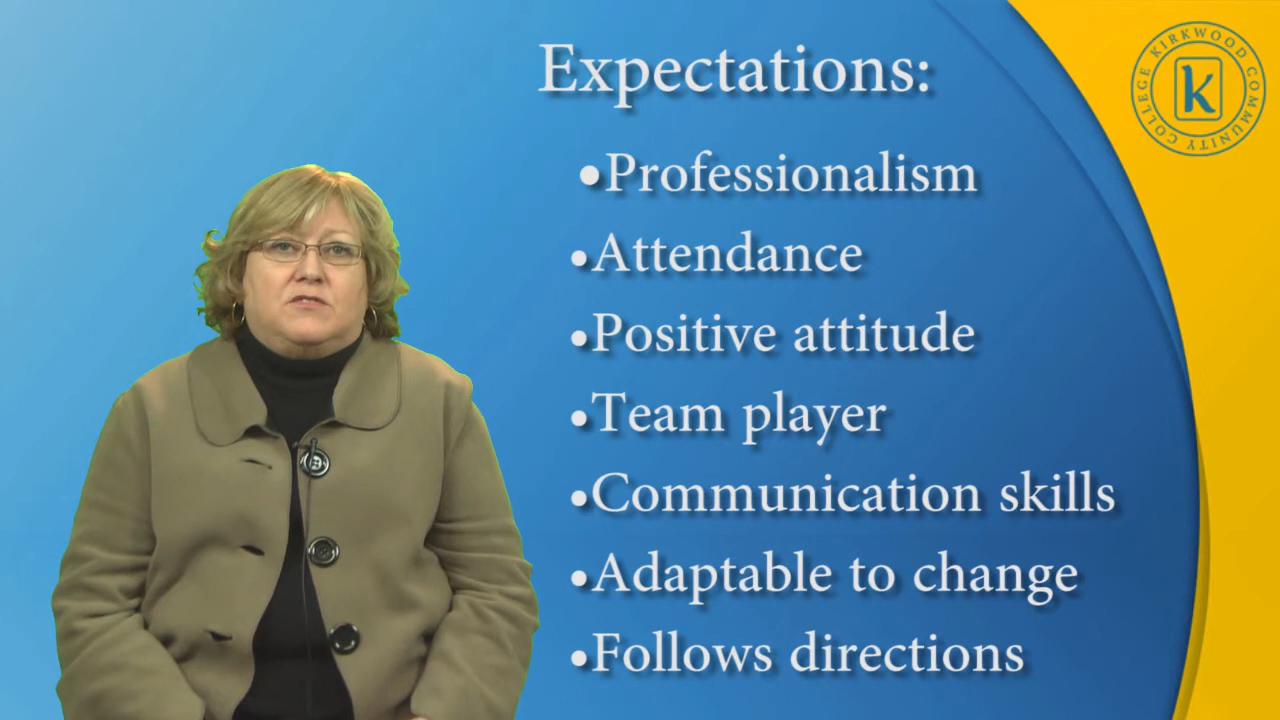 Expectations:
•Professionalism
•Attendance
•Positive attitude
•Team player
•Communication skills
•Adaptable to change
•Follows directions
KIRKWOOD COMMUNITY COLLEGE
k